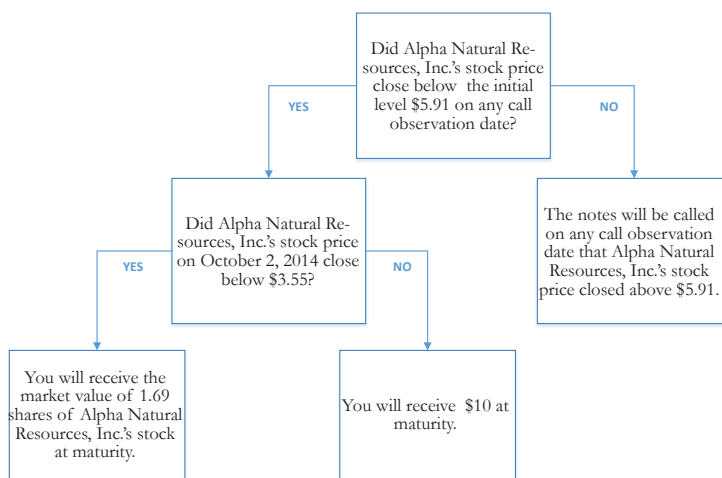 Did Alpha Natural Re-
sources, Inc.'s stock price
close below the initial
level $5.91 on any call
observation date?
YES
NO
Did Alpha Natural Re-
sources, Inc.'s stock price
on October 2, 2014 close
below $3.55?
The notes will be called
on any call observation
date that Alpha Natural
Resources, Inc.'s stock
price closed above $5.91.
YES
NO
You will receive the
market value of 1.69
shares of Alpha Natural
Resources, Inc.'s stock
at maturity.
You will receive $10 at
maturity.